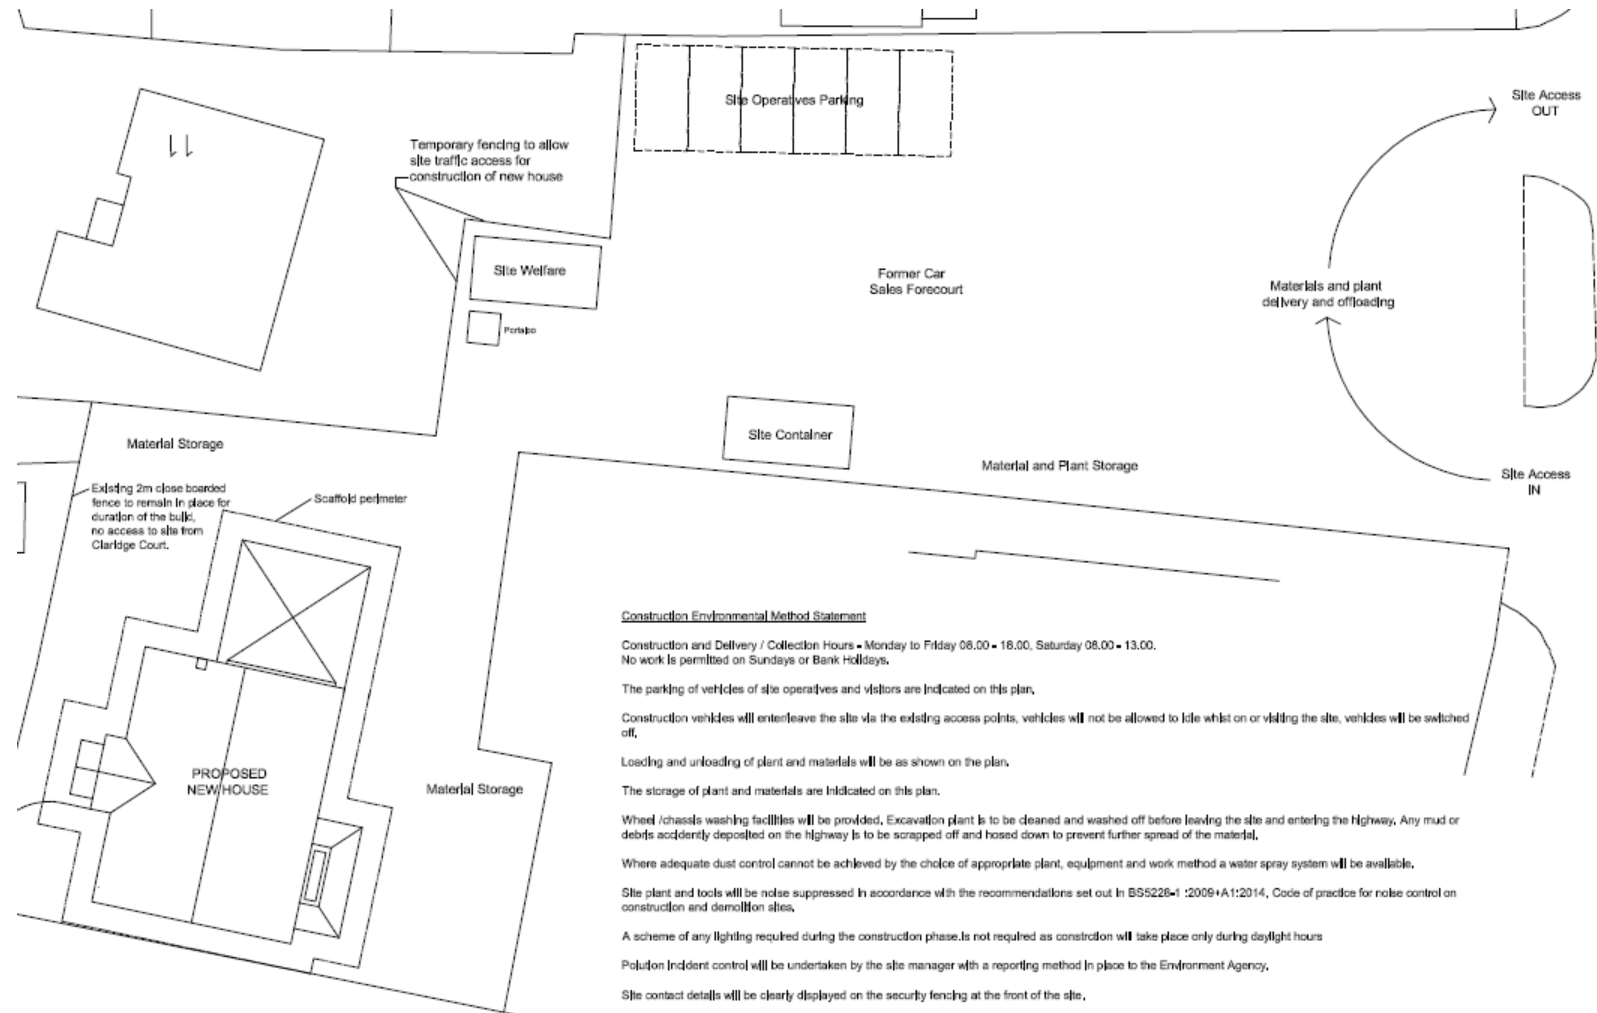 Site Access
OUT
Site Operatives Parking
Temporary fencing to allow
site traffic access for
construction of new house
Site Welfare
Former Car
Sales Forecourt
Materials and plant
delivery and offloading
Portaloo
Site Container
Material Storage
Material and Plant Storage
Site Access
IN
Existing 2m close boarded
fence to remain in place for
duration of the build,
no access to site from
Claridge Court.
Scaffold perimeter
PROPOSED
NEW HOUSE
Material Storage
Construction Environmental Method Statement
Construction and Delivery / Collection Hours - Monday to Friday 08.00 - 18.00, Saturday 08.00 - 13.00.
No work is permitted on Sundays or Bank Holidays.
The parking of vehicles of site operatives and visitors are indicated on this plan.
Construction vehicles will enter/leave the site via the existing access points, vehicles will not be allowed to idle whist on or visiting the site, vehicles will be switched
off.
Loading and unloading of plant and materials will be as shown on the plan.
The storage of plant and materials are inidicated on this plan.
Wheel /chassis washing facilities will be provided. Excavation plant is to be cleaned and washed off before leaving the site and entering the highway. Any mud or
debris accidently deposited on the highway is to be scrapped off and hosed down to prevent further spread of the material.
Where adequate dust control cannot be achieved by the choice of appropriate plant, equipment and work method a water spray system will be available.
Site plant and tools will be noise suppressed in accordance with the recommendations set out in BS5228-1 :2009+A1:2014, Code of practice for noise control on
construction and demolition sites.
A scheme of any lighting required during the construction phase.is not required as constrction will take place only during daylight hours
Polution incident control will be undertaken by the site manager with a reporting method in place to the Environment Agency.
Site contact details will be clearly displayed on the security fencing at the front of the site.